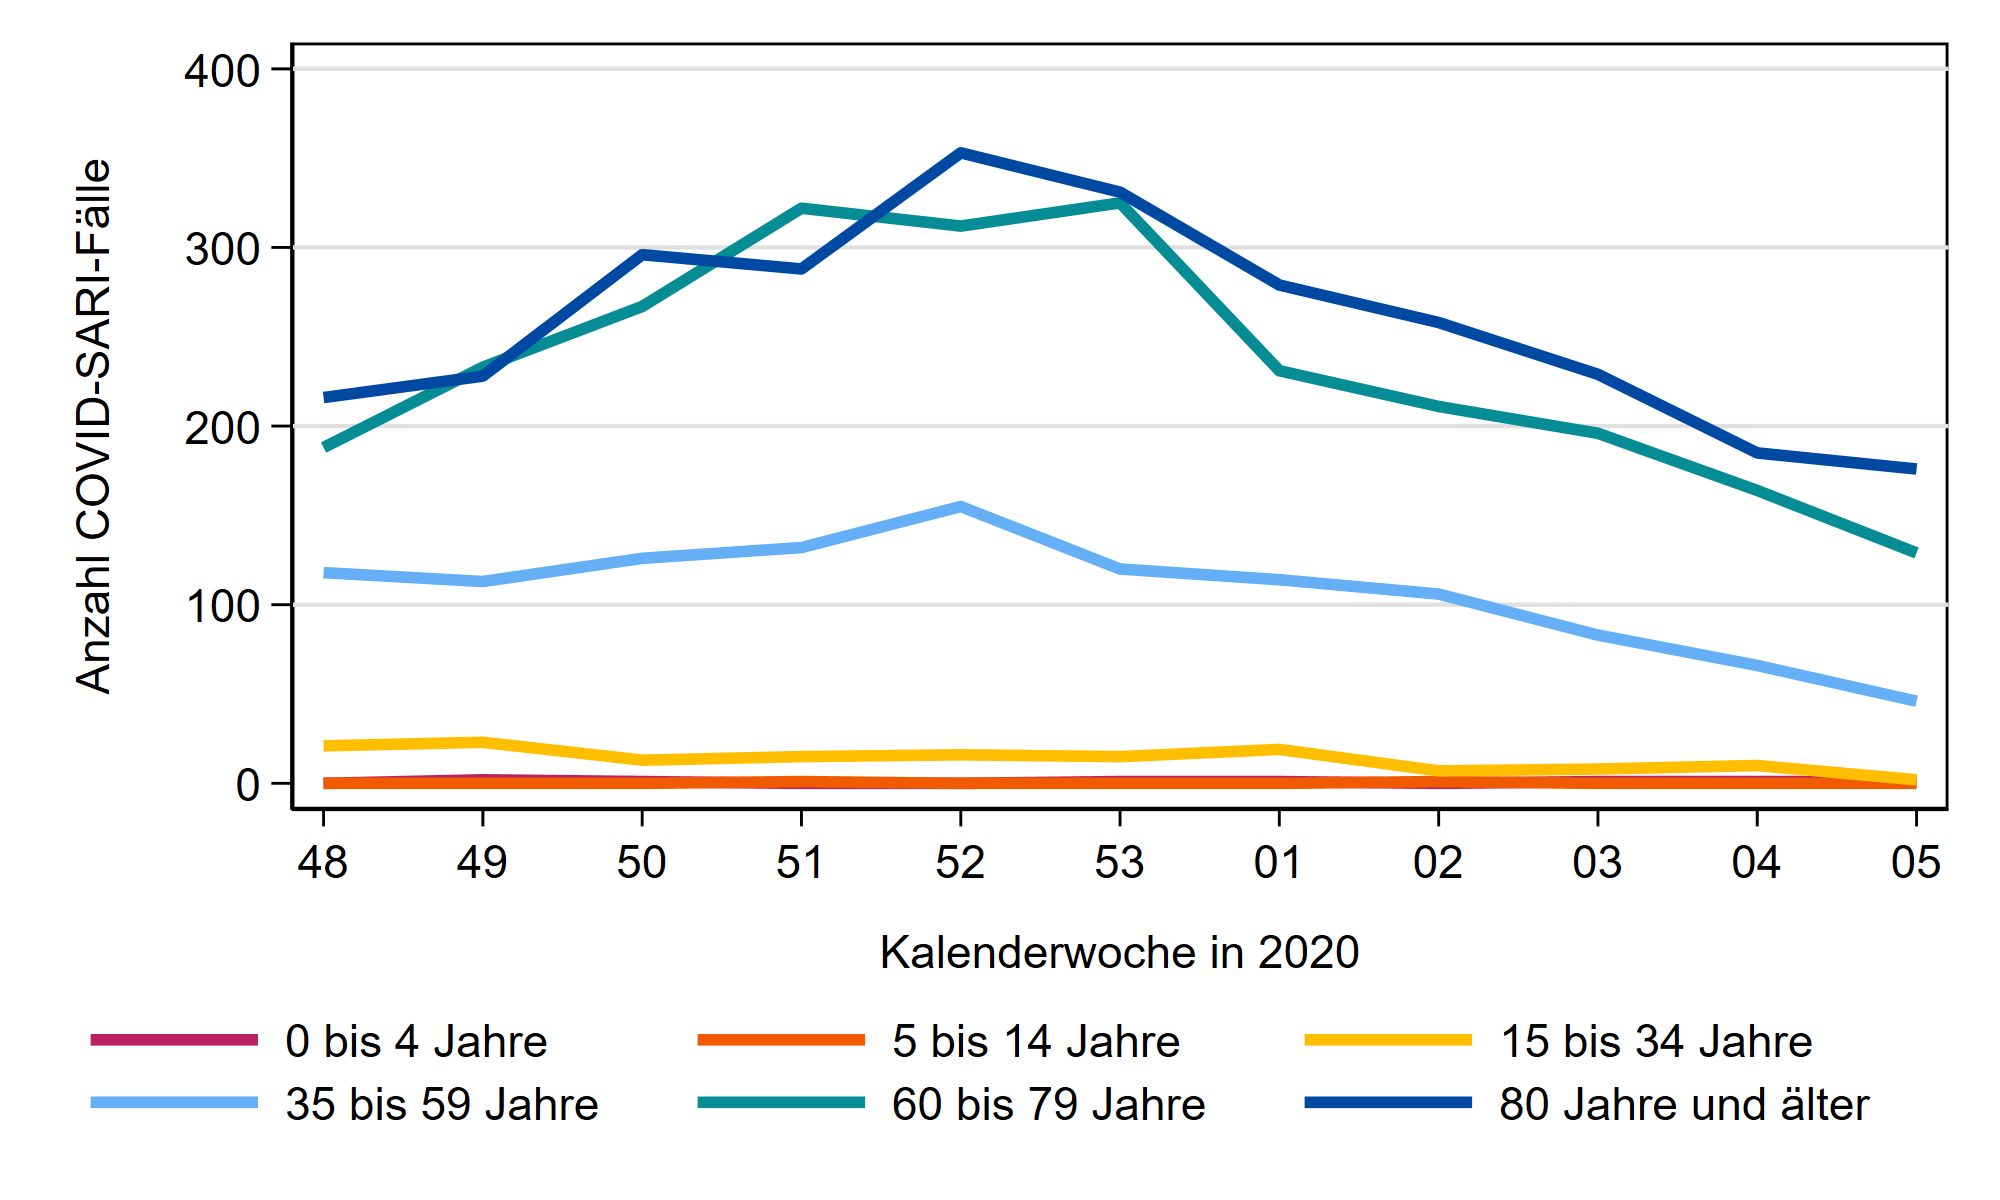 Anzahl COVID-SARI-Fälle
400
300
200
100
0
48 49 50 51 52 53 01 02 03 04 05
Kalenderwoche in 2020
0 bis 4 Jahre 5 bis 14 Jahre 15 bis 34 Jahre
35 bis 59 Jahre 60 bis 79 Jahre 80 Jahre und älter